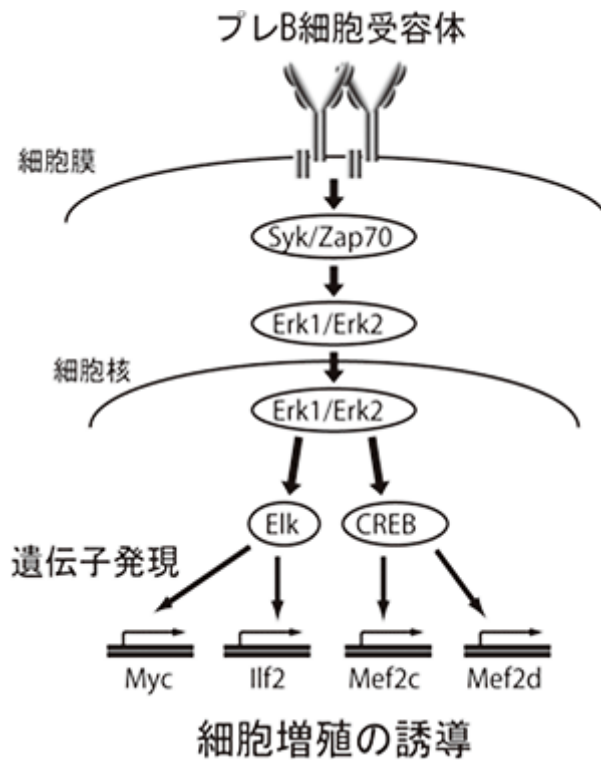 プレB細胞受容体
細胞膜
Syk/Zap70
Erk1/Erk2
細胞核
Erk1/Erk2
Elk
CREB
遺伝子発現
Myc
Ilf2
Mef2c
Mef2d
細胞増殖の誘導